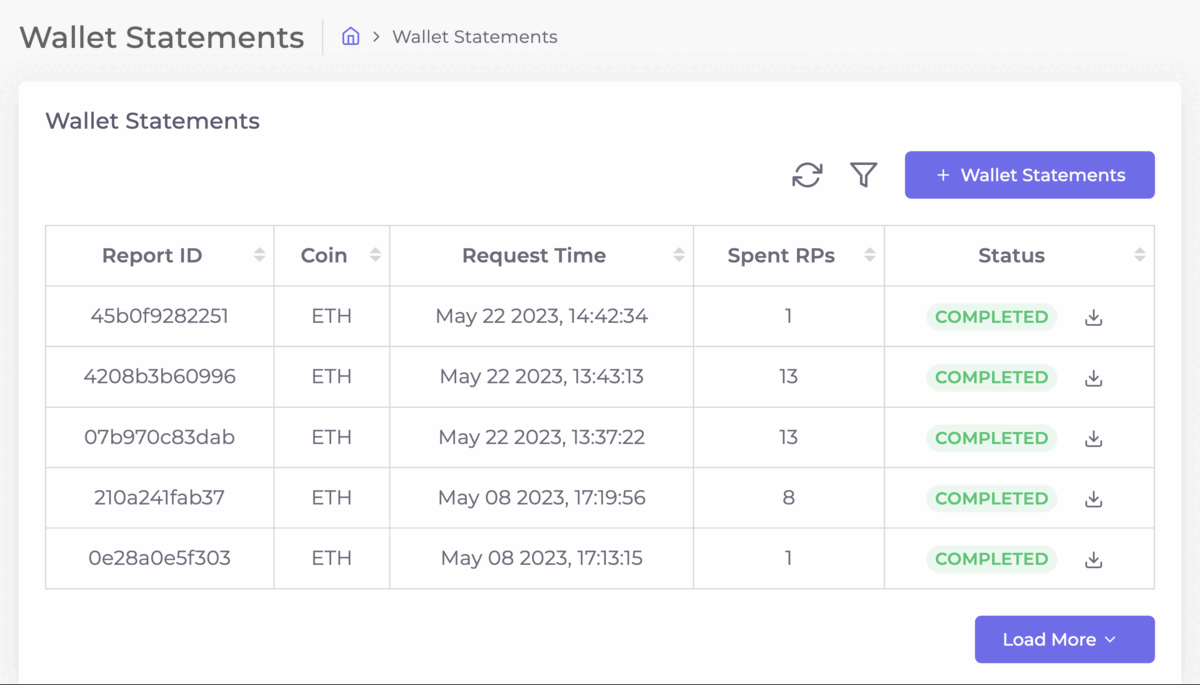 Wallet Statements > Wallet Statements
Wallet Statements
+ Wallet Statements
Report ID Coin Request Time Spent RPs Status
45b0f9282251 ETH May 22 2023, 14:42:34 1 COMPLETED
4208b3b60996 ETH May 22 2023, 13:43:13 13 COMPLETED
07b970c83dab ETH May 22 2023, 13:37:22 13 COMPLETED
210a241fab37 ETH May 08 2023, 17:19:56 8 COMPLETED
0e28a0e5f303 ETH May 08 2023, 17:13:15 1 COMPLETED
Load More